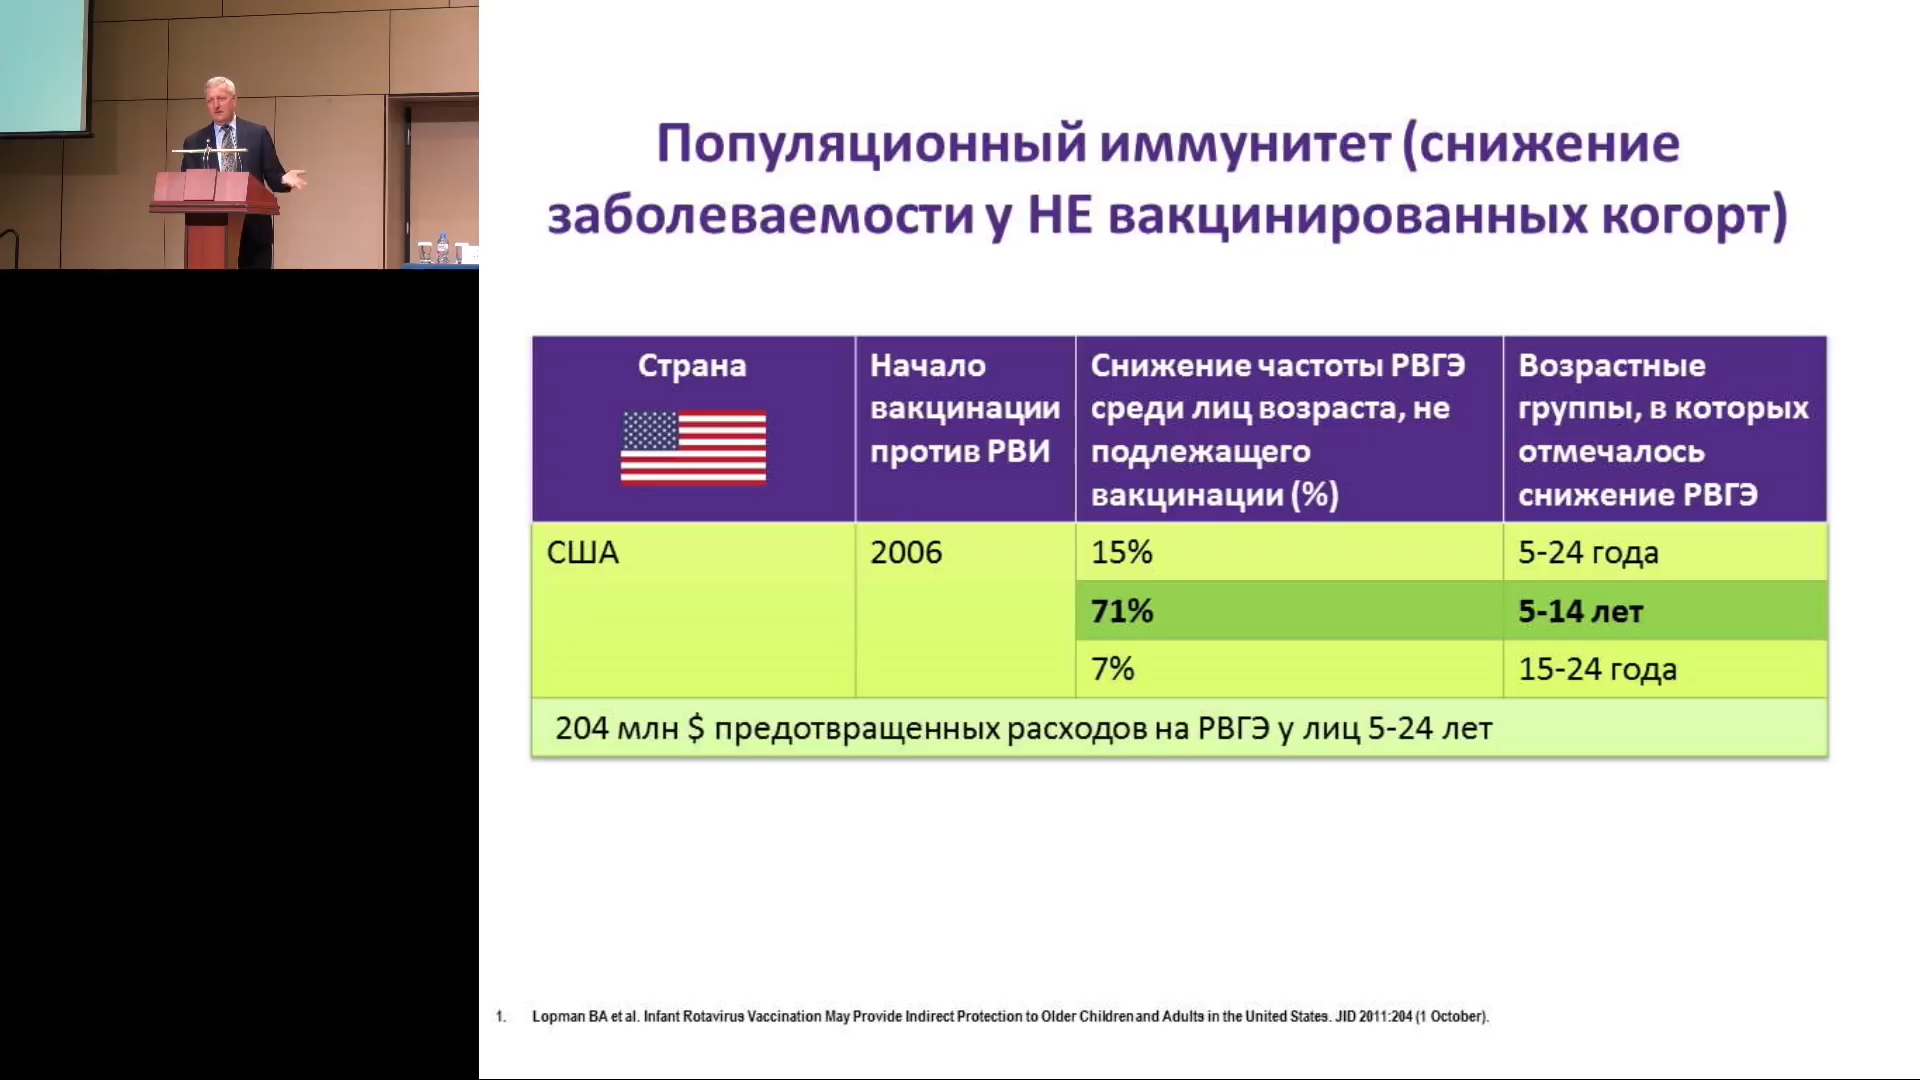 Популяционный иммунитет (снижение
заболеваемости у НЕ вакцинированных когорт)
Страна
Начало
вакцинации
против РВИ
Снижение частоты РВГЭ
среди лиц возраста, не
подлежащего
вакцинации (%)
Возрастные
группы, в которых
отмечалось
снижение РВГЭ
США
2006
15%
5-24 года
71%
5-14 лет
7%
15-24 года
204 млн $ предотвращенных расходов на РВГЭ у лиц 5-24 лет
1. Lopman BA et al. Infant Rotavirus Vaccination May Provide Indirect Protection to Older Children and Adults in the United States. JID 2011:204 (1 October).